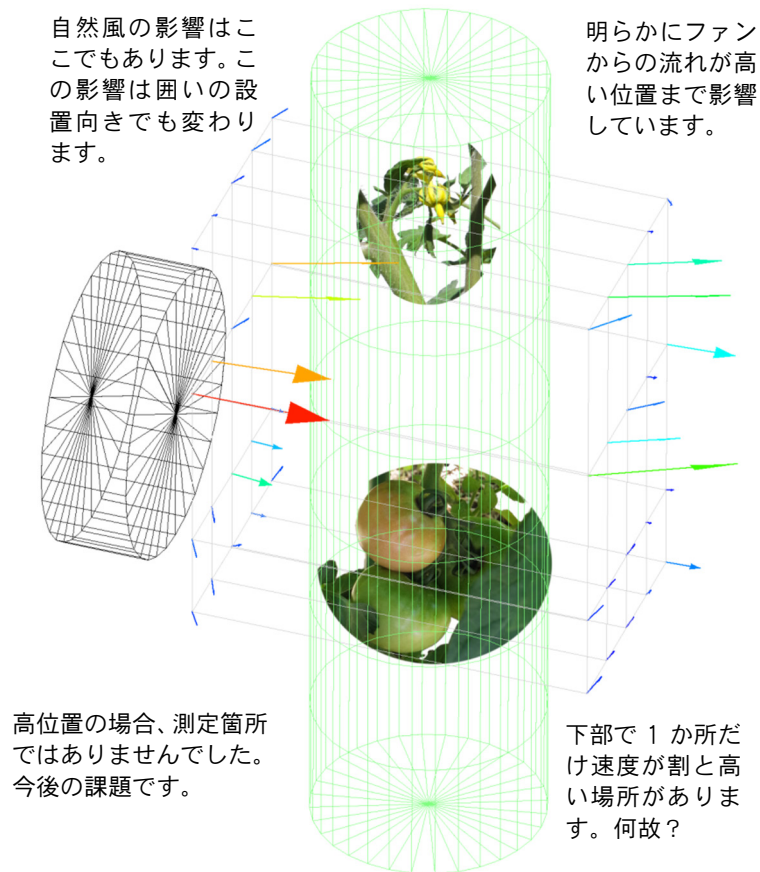 自然風の影響はこ
こでもあります。こ
の影響は囲いの設
置向きでも変わり
ます。
明らかにファン
からの流れが高
い位置まで影響
しています。
高位置の場合、測定箇所
ではありませんでした。
今後の課題です。
下部で 1 か所だ
け速度が割と高
い場所がありま
す。何故？